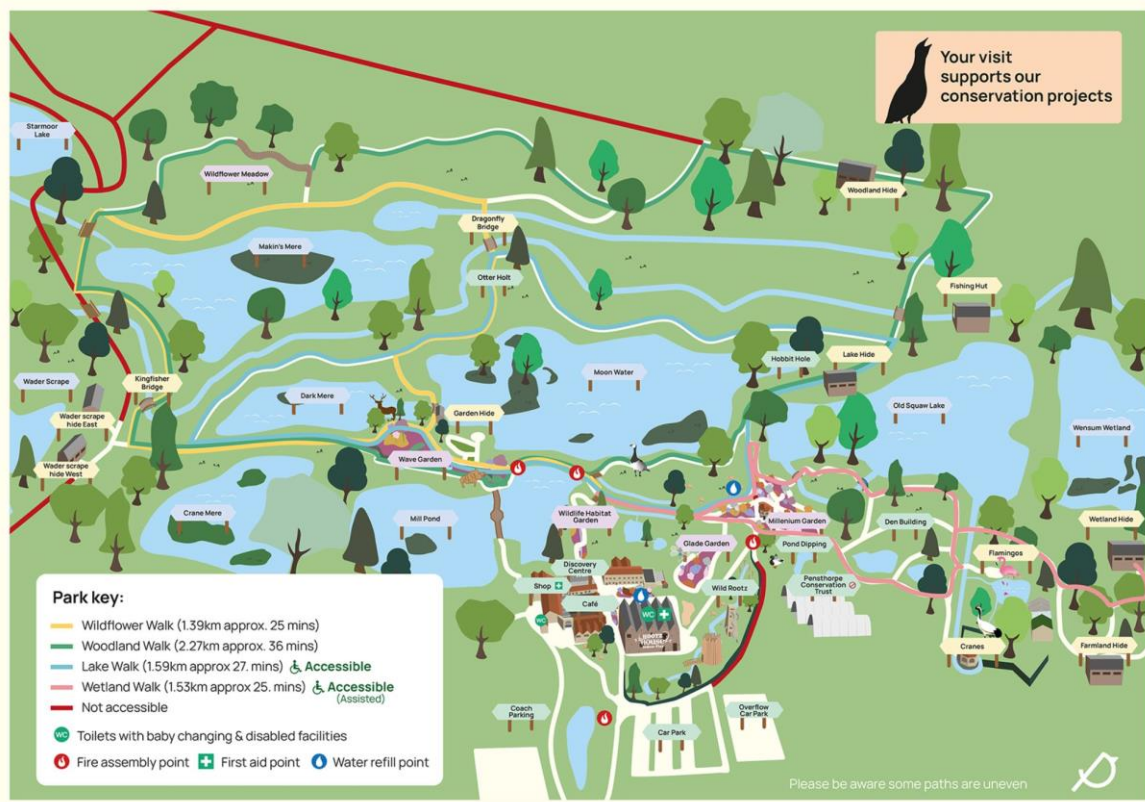 Your visit
supports our
conservation projects
Starmoor
Lake
Wildflower Meadow
Woodland Hide
Dragonfly
Bridge
Makin's Mere
Otter Holt
Fishing Hut
Hobbit Hole
Lake Hide
Moon Water
Wader Scrape
Kingfisher
Bridge
Dark Mere
Garden Hide
Old Squaw Lake
Wensum Wetland
Wader scrape
hide East
Wader scrape
hide West
Wave Garden
Crane Mere
Mill Pond
Wildlife Habitat
Garden
Millenium Garden
Den Building
Wetland Hide
Glade Garden
Pond Dipping
Flamingos
Discovery
Centre
Shop
Café
Wild Rootz
Pensthorpe
Conservation
Trust
WC
WC
HOOTZ
HOUSE
Cranes
Farmland Hide
Coach
Parking
Car Park
Overflow
Car Park
Park key:
Wildflower Walk (1.39km approx. 25 mins)
Woodland Walk (2.27km approx. 36 mins)
Lake Walk (1.59km approx 27. mins) Accessible
Wetland Walk (1.53km approx 25. mins) Accessible
(Assisted)
Not accessible
WC Toilets with baby changing & disabled facilities
Fire assembly point First aid point Water refill point
Please be aware some paths are uneven